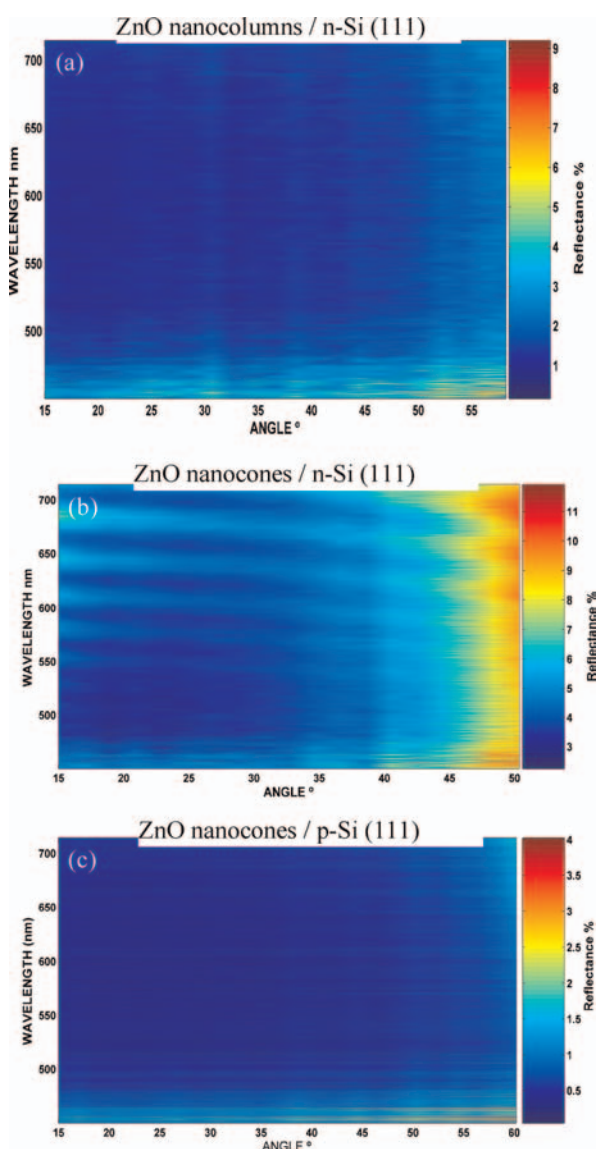 ZnO nanocolumns / n-Si (111)
(a)
WAVELENGTH nm
700
650
600
550
500
15 20 25 30 35 40 45 50 55
ANGLE º
9
8
7
6
5
4
3
2
1
Reflectance %
ZnO nanocones / n-Si (111)
(b)
WAVELENGTH nm
700
650
600
550
500
15 20 25 30 35 40 45 50
ANGLE º
11
10
9
8
7
6
5
4
3
Reflectance %
ZnO nanocones / p-Si (111)
(c)
WAVELENGTH (nm)
700
650
600
550
500
15 20 25 30 35 40 45 50 55 60
ANGLE º
4
3.5
3
2.5
2
1.5
1
0.5
Reflectance %